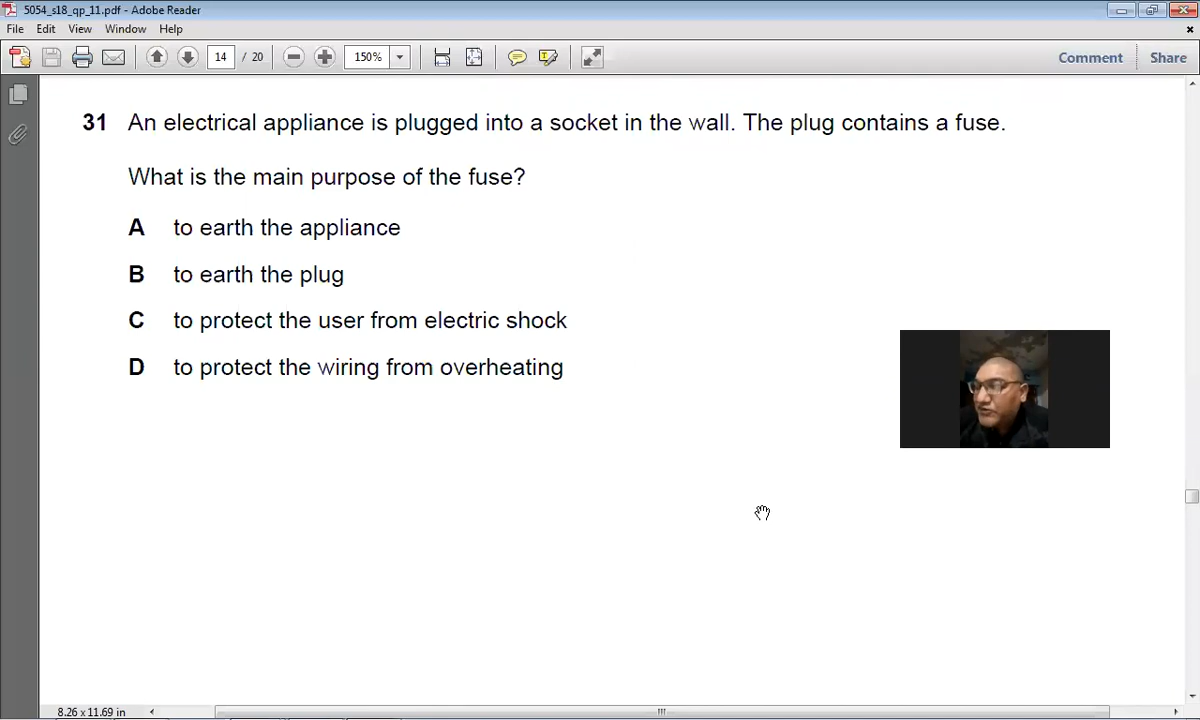 5054_s18_qp_11.pdf - Adobe Reader
File Edit View Window Help
14 / 20 150% Comment Share
31 An electrical appliance is plugged into a socket in the wall. The plug contains a fuse.
What is the main purpose of the fuse?
A to earth the appliance
B to earth the plug
C to protect the user from electric shock
D to protect the wiring from overheating
8.26 x 11.69 in